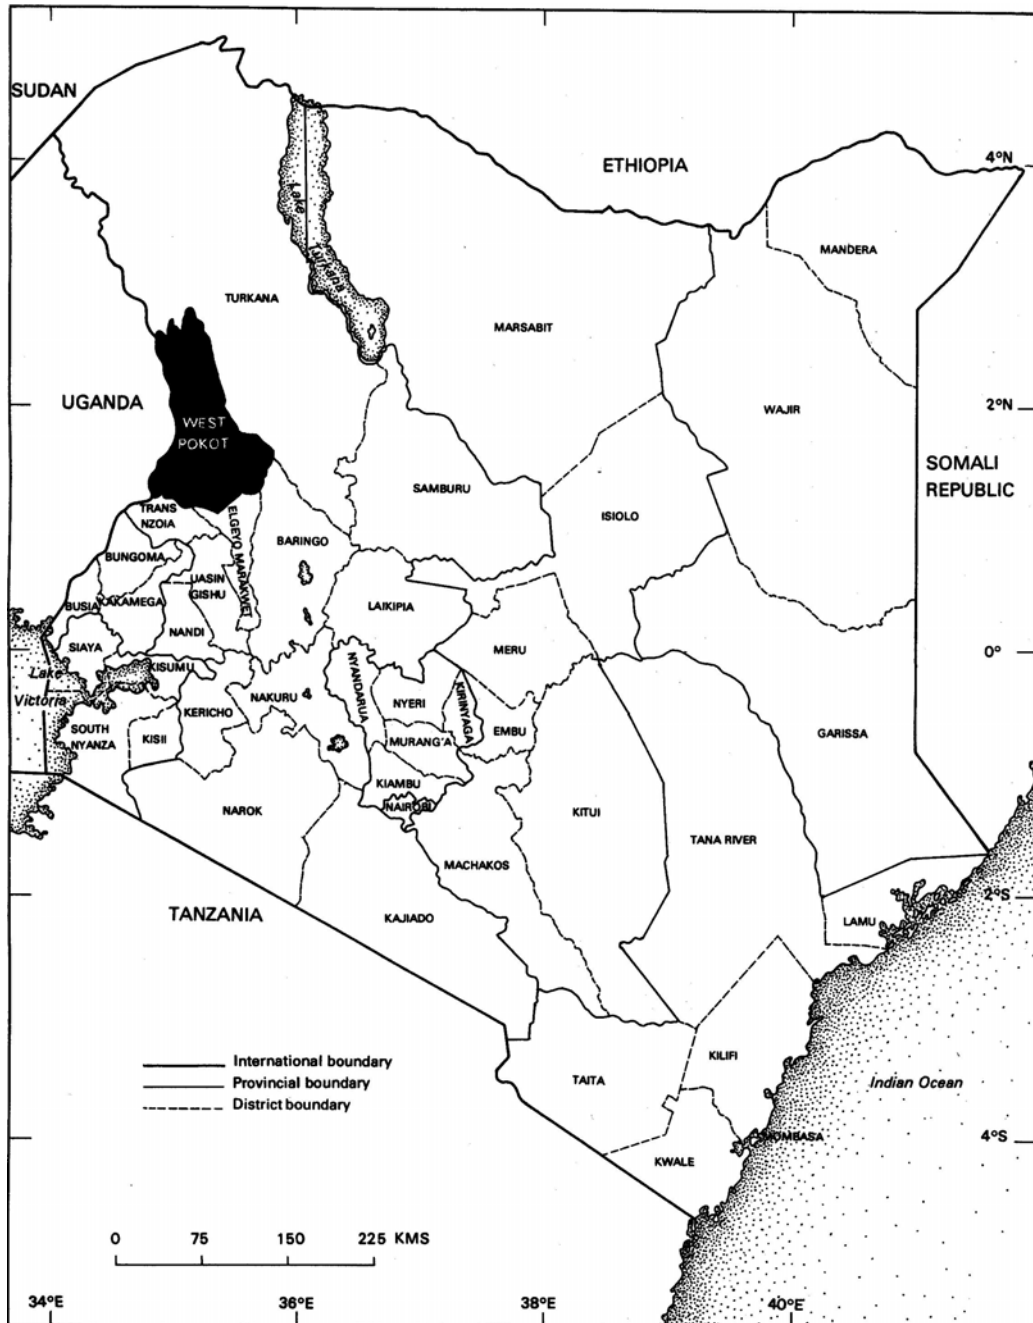 SUDAN
ETHIOPIA
4°N
Lake
Turkana
MANDERA
TURKANA
MARSABIT
UGANDA
WEST
POKOT
WAJIR
2°N
SOMALI
REPUBLIC
SAMBURU
ISIOLO
TRANS
NZOIA
ELGEYO MARAKWET
BARINGO
BUNGOMA
UASIN
GISHU
BUSIA
KAKAMEGA
LAIKIPIA
NANDI
SIAYA
MERU
0°
Lake
Victoria
KISUMU
NYANDARUA
NAKURU
NYERI
KIRINYAGA
KERICHO
SOUTH
NYANZA
KISII
MURANG'A
EMBU
GARISSA
KIAMBU
NAIROBI
NAROK
KITUI
TANA RIVER
MACHAKOS
TANZANIA
KAJIADO
LAMU
2°S
International boundary
Provincial boundary
District boundary
TAITA
KILIFI
Indian Ocean
MOMBASA
4°S
KWALE
0 75 150 225 KMS
34°E 36°E 38°E 40°E